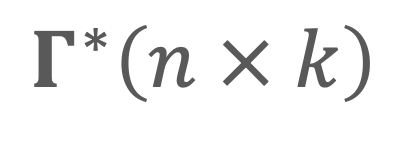 𝚪*(n × k)